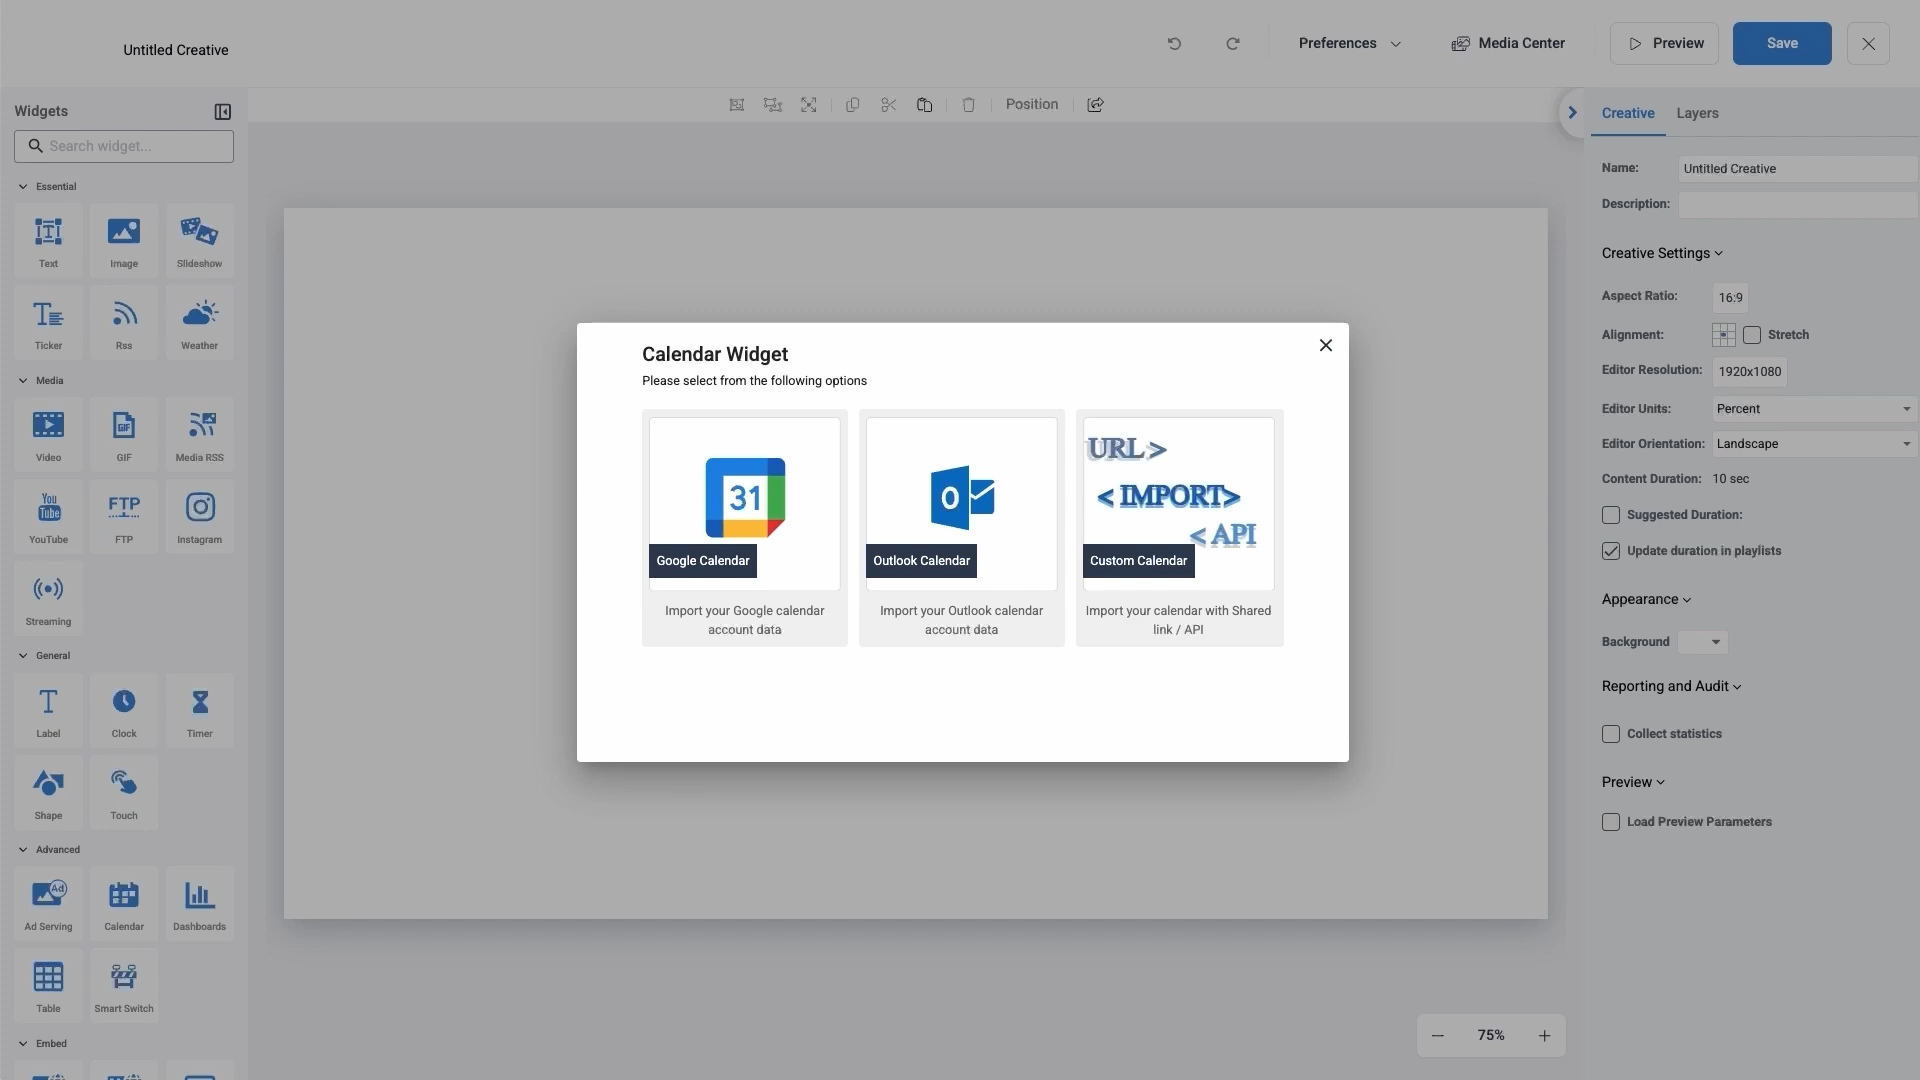 Untitled Creative
Preferences
Media Center
Preview
Save
Widgets
Position
Creative
Layers
Search widget...
Essential
Text
Image
Slideshow
Ticker
Rss
Weather
Media
Video
GIF
GIF
Media RSS
You
Tube
YouTube
FTP
FTP
Instagram
Streaming
General
T
Label
Clock
Timer
Shape
Touch
Advanced
Ad
Ad Serving
Calendar
Dashboards
Table
Smart Switch
Embed
Calendar Widget
Please select from the following options
31
Google Calendar
Import your Google calendar
account data
O
Outlook Calendar
Import your Outlook calendar
account data
URL >
< IMPORT>
< API
Custom Calendar
Import your calendar with Shared
link / API
75%
Name: Untitled Creative
Description:
Creative Settings
Aspect Ratio: 16:9
Alignment: Stretch
Editor Resolution: 1920x1080
Editor Units: Percent
Editor Orientation: Landscape
Content Duration: 10 sec
Suggested Duration:
Update duration in playlists
Appearance
Background
Reporting and Audit
Collect statistics
Preview
Load Preview Parameters